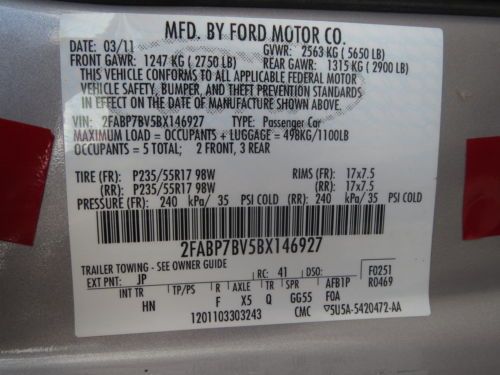 MFD. BY FORD MOTOR CO.
DATE: 03/11 GVWR: 2563 KG ( 5650 LB)
FRONT GAWR: 1247 KG ( 2750 LB) REAR GAWR: 1315 KG ( 2900 LB)
THIS VEHICLE CONFORMS TO ALL APPLICABLE FEDERAL MOTOR
VEHICLE SAFETY, BUMPER, AND THEFT PREVENTION STANDARDS
IN EFFECT ON THE DATE OF MANUFACTURE SHOWN ABOVE.
VIN: 2FABP7BV5BX146927 TYPE: Passenger Car
MAXIMUM LOAD = OCCUPANTS + LUGGAGE = 498KG/1100LB
OCCUPANTS = 5 TOTAL; 2 FRONT, 3 REAR
TIRE (FR): P235/55R17 98W RIMS (FR): 17x7.5
(RR): P235/55R17 98W (RR): 17x7.5
PRESSURE (FR): 240 kPa/ 35 PSI COLD (RR): 240 kPa/ 35 PSI COLD
2FABP7BV5BX146927
TRAILER TOWING - SEE OWNER GUIDE
EXT PNT: JP RC: 41 DSO: F0251
AFB1P R0469
INT TR TP/PS R AXLE TR SPR F0A
HN F X5 Q GG55
1201103303243 CMC 5U5A-5420472-AA